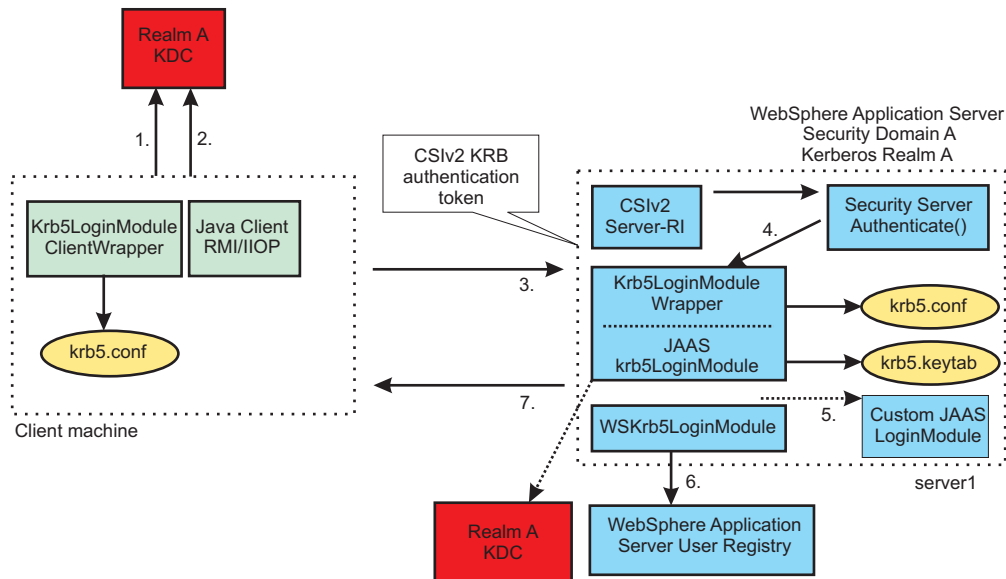 Realm A
KDC
1.
2.
WebSphere Application Server
Security Domain A
Kerberos Realm A
CSIv2 KRB
authentication
token
Krb5LoginModule
ClientWrapper
Java Client
RMI/IIOP
krb5.conf
Client machine
3.
7.
CSIv2
Server-RI
Security Server
Authenticate()
4.
Krb5LoginModule
Wrapper
JAAS
krb5LoginModule
krb5.conf
krb5.keytab
5.
WSKrb5LoginModule
Custom JAAS
LoginModule
server1
6.
Realm A
KDC
WebSphere Application
Server User Registry